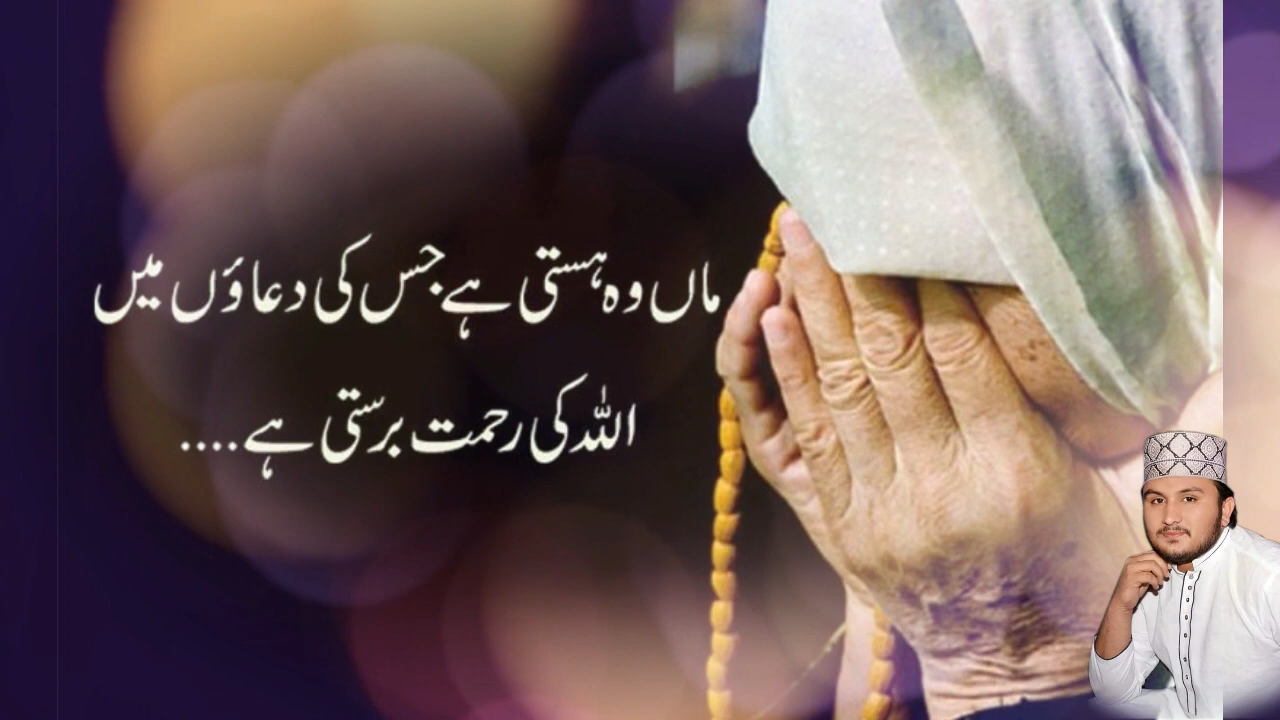 ماں وہ ہستی ہے جس کی دعاؤں میں
اللہ کی رحمت برستی ہے....